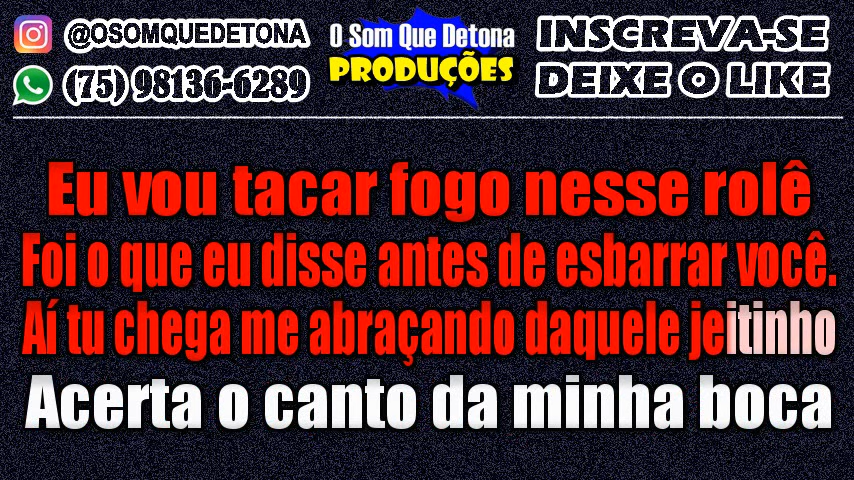 @OSOMQUEDETONA
(75) 98136-6289
O Som Que Detona
PRODUÇÕES
INSCREVA-SE
DEIXE O LIKE
Eu vou tacar fogo nesse rolê
Foi o que eu disse antes de esbarrar você.
Aí tu chega me abraçando daquele jeitinho
Acerta o canto da minha boca